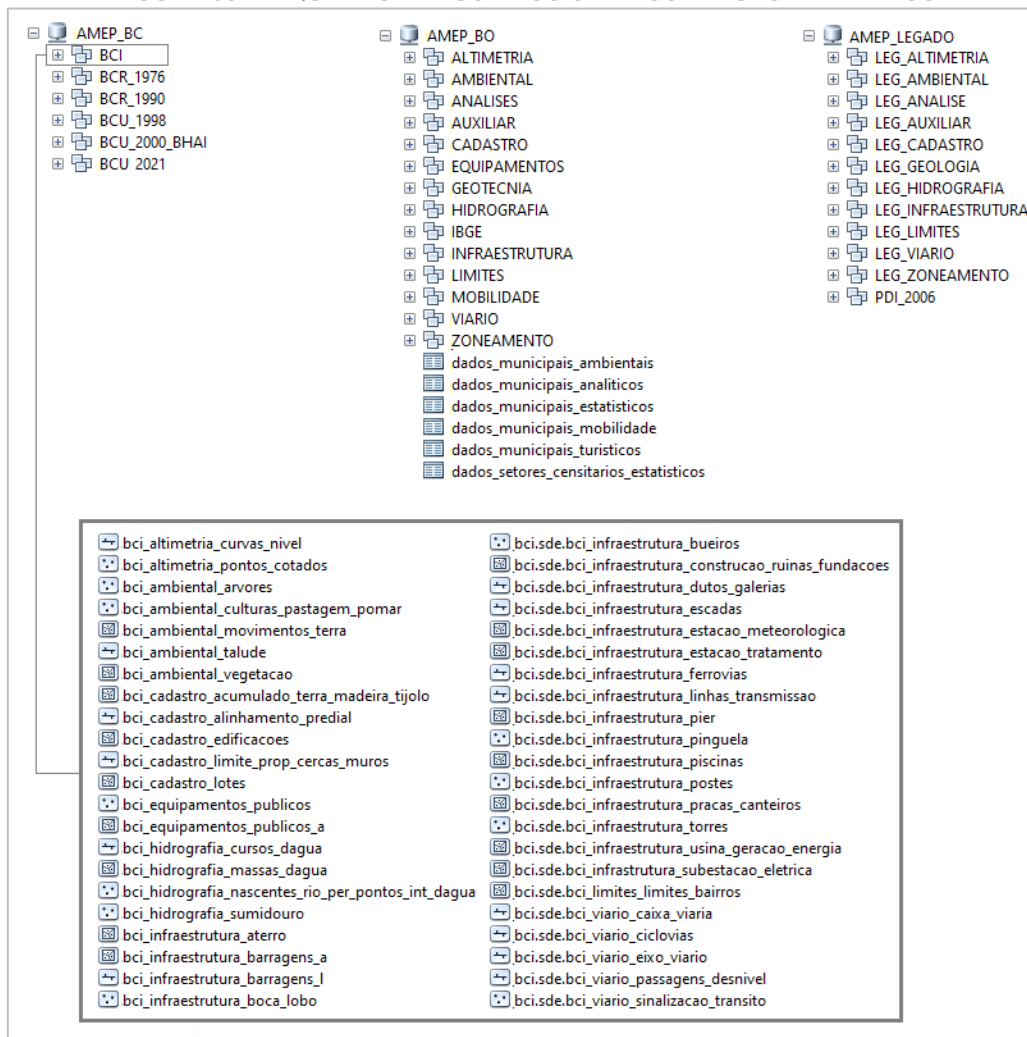 AMEP_BC
BCI
BCR_1976
BCR_1990
BCU_1998
BCU_2000_BHAI
BCU 2021
AMEP_BO
ALTIMETRIA
AMBIENTAL
ANALISES
AUXILIAR
CADASTRO
EQUIPAMENTOS
GEOTECNIA
HIDROGRAFIA
IBGE
INFRAESTRUTURA
LIMITES
MOBILIDADE
VIARIO
ZONEAMENTO
dados_municipais_ambientais
dados_municipais_analiticos
dados_municipais_estatisticos
dados_municipais_mobilidade
dados_municipais_turisticos
dados_setores_censitarios_estatisticos
AMEP_LEGADO
LEG_ALTIMETRIA
LEG_AMBIENTAL
LEG_ANALISE
LEG_AUXILIAR
LEG_CADASTRO
LEG_GEOLOGIA
LEG_HIDROGRAFIA
LEG_INFRAESTRUTURA
LEG_LIMITES
LEG_VIARIO
LEG_ZONEAMENTO
PDI_2006
bci_altimetria_curvas_nivel
bci_altimetria_pontos_cotados
bci_ambiental_arvores
bci_ambiental_culturas_pastagem_pomar
bci_ambiental_movimentos_terra
bci_ambiental_talude
bci_ambiental_vegetacao
bci_cadastro_acumulado_terra_madeira_tijolo
bci_cadastro_alinhamento_predial
bci_cadastro_edificacoes
bci_cadastro_limite_prop_cercas_muros
bci_cadastro_lotes
bci_equipamentos_publicos
bci_equipamentos_publicos_a
bci_hidrografia_cursos_dagua
bci_hidrografia_massas_dagua
bci_hidrografia_nascentes_rio_per_pontos_int_dagua
bci_hidrografia_sumidouro
bci_infraestrutura_aterro
bci_infraestrutura_barragens_a
bci_infraestrutura_barragens_l
bci_infraestrutura_boca_lobo
bci.sde.bci_infraestrutura_bueiros
bci.sde.bci_infraestrutura_construcao_ruinas_fundacoes
bci.sde.bci_infraestrutura_dutos_galerias
bci.sde.bci_infraestrutura_escadas
bci.sde.bci_infraestrutura_estacao_meteorologica
bci.sde.bci_infraestrutura_estacao_tratamento
bci.sde.bci_infraestrutura_ferrovias
bci.sde.bci_infraestrutura_linhas_transmissao
bci.sde.bci_infraestrutura_pier
bci.sde.bci_infraestrutura_pinguela
bci.sde.bci_infraestrutura_piscinas
bci.sde.bci_infraestrutura_postes
bci.sde.bci_infraestrutura_pracas_canteiros
bci.sde.bci_infraestrutura_torres
bci.sde.bci_infraestrutura_usina_geracao_energia
bci.sde.bci_infrastrutura_subestacao_eletrica
bci.sde.bci_limites_limites_bairros
bci.sde.bci_viario_caixa_viaria
bci.sde.bci_viario_ciclovias
bci.sde.bci_viario_eixo_viario
bci.sde.bci_viario_passagens_desnivel
bci.sde.bci_viario_sinalizacao_transito